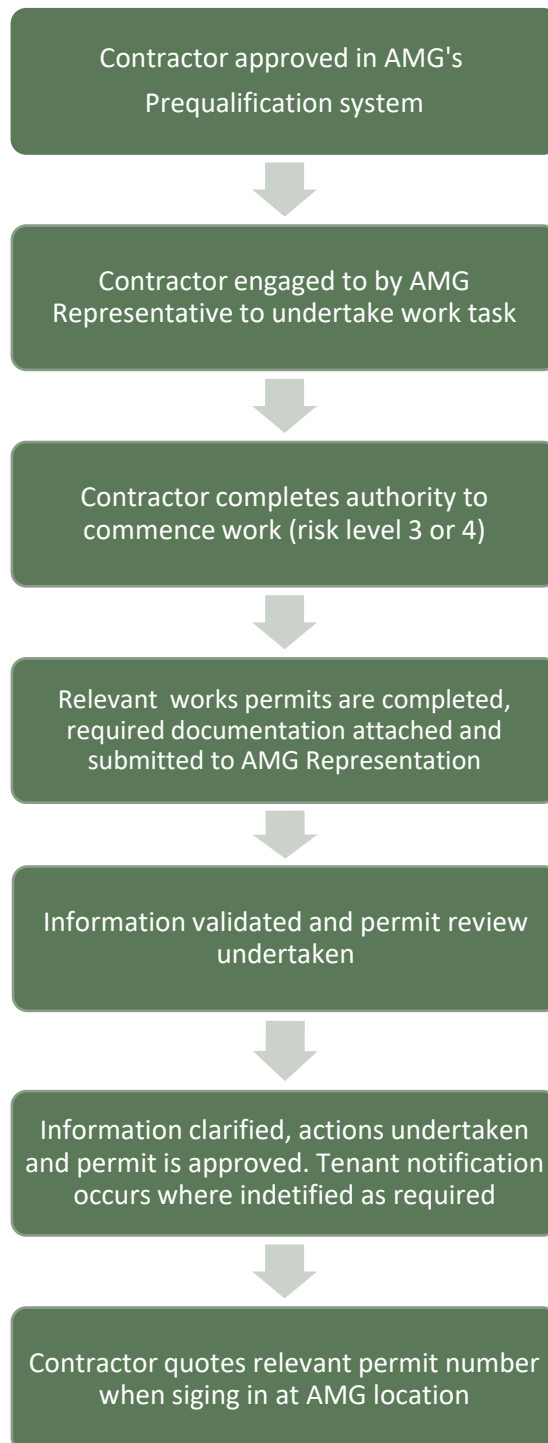 Contractor approved in AMG's
Prequalification system
Contractor engaged to by AMG
Representative to undertake work task
Contractor completes authority to
commence work (risk level 3 or 4)
Relevant  works permits are completed,
required documentation attached and
submitted to AMG Representation
Information validated and permit review
undertaken
Information clarified, actions undertaken
and permit is approved. Tenant notification
occurs where indetified as required
Contractor quotes relevant permit number
when siging in at AMG location